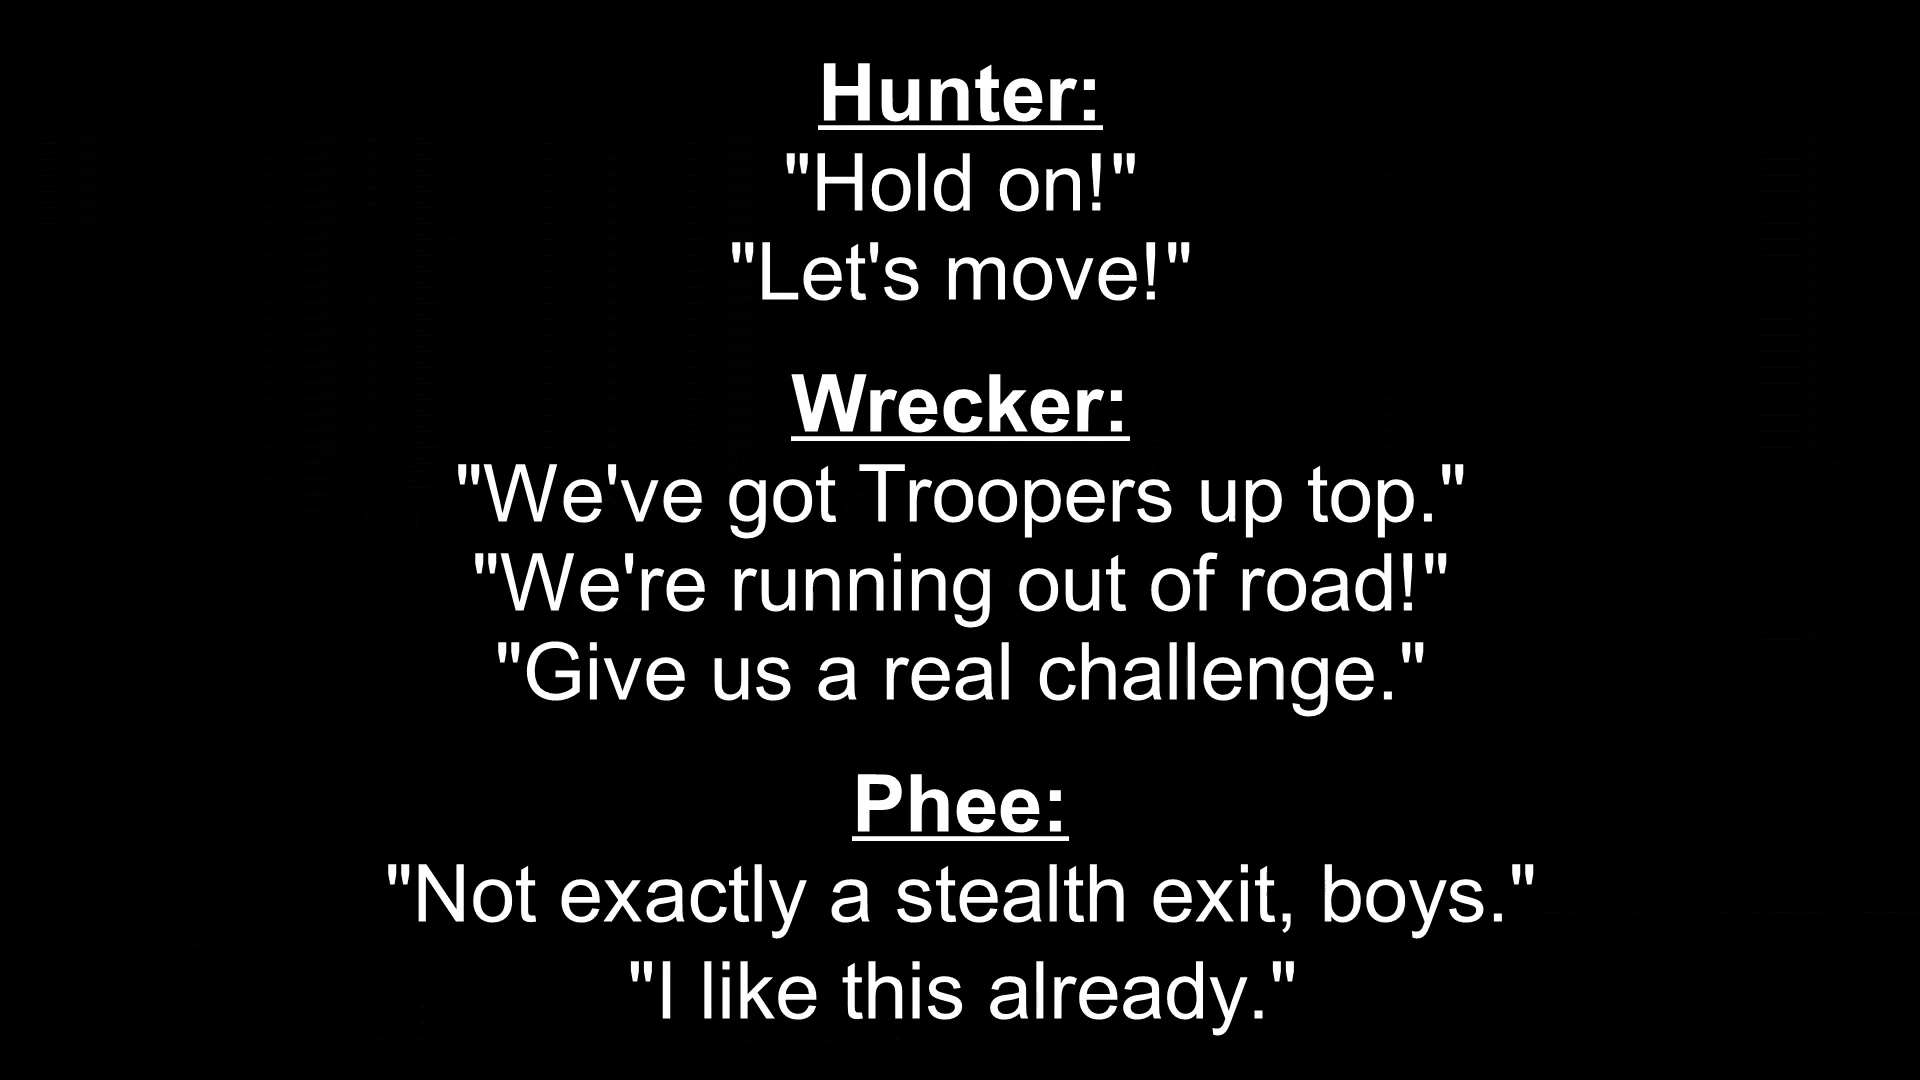 Hunter:
"Hold on!"
"Let's move!"
Wrecker:
"We've got Troopers up top."
"We're running out of road!"
"Give us a real challenge."
Phee:
"Not exactly a stealth exit, boys."
"I like this already."